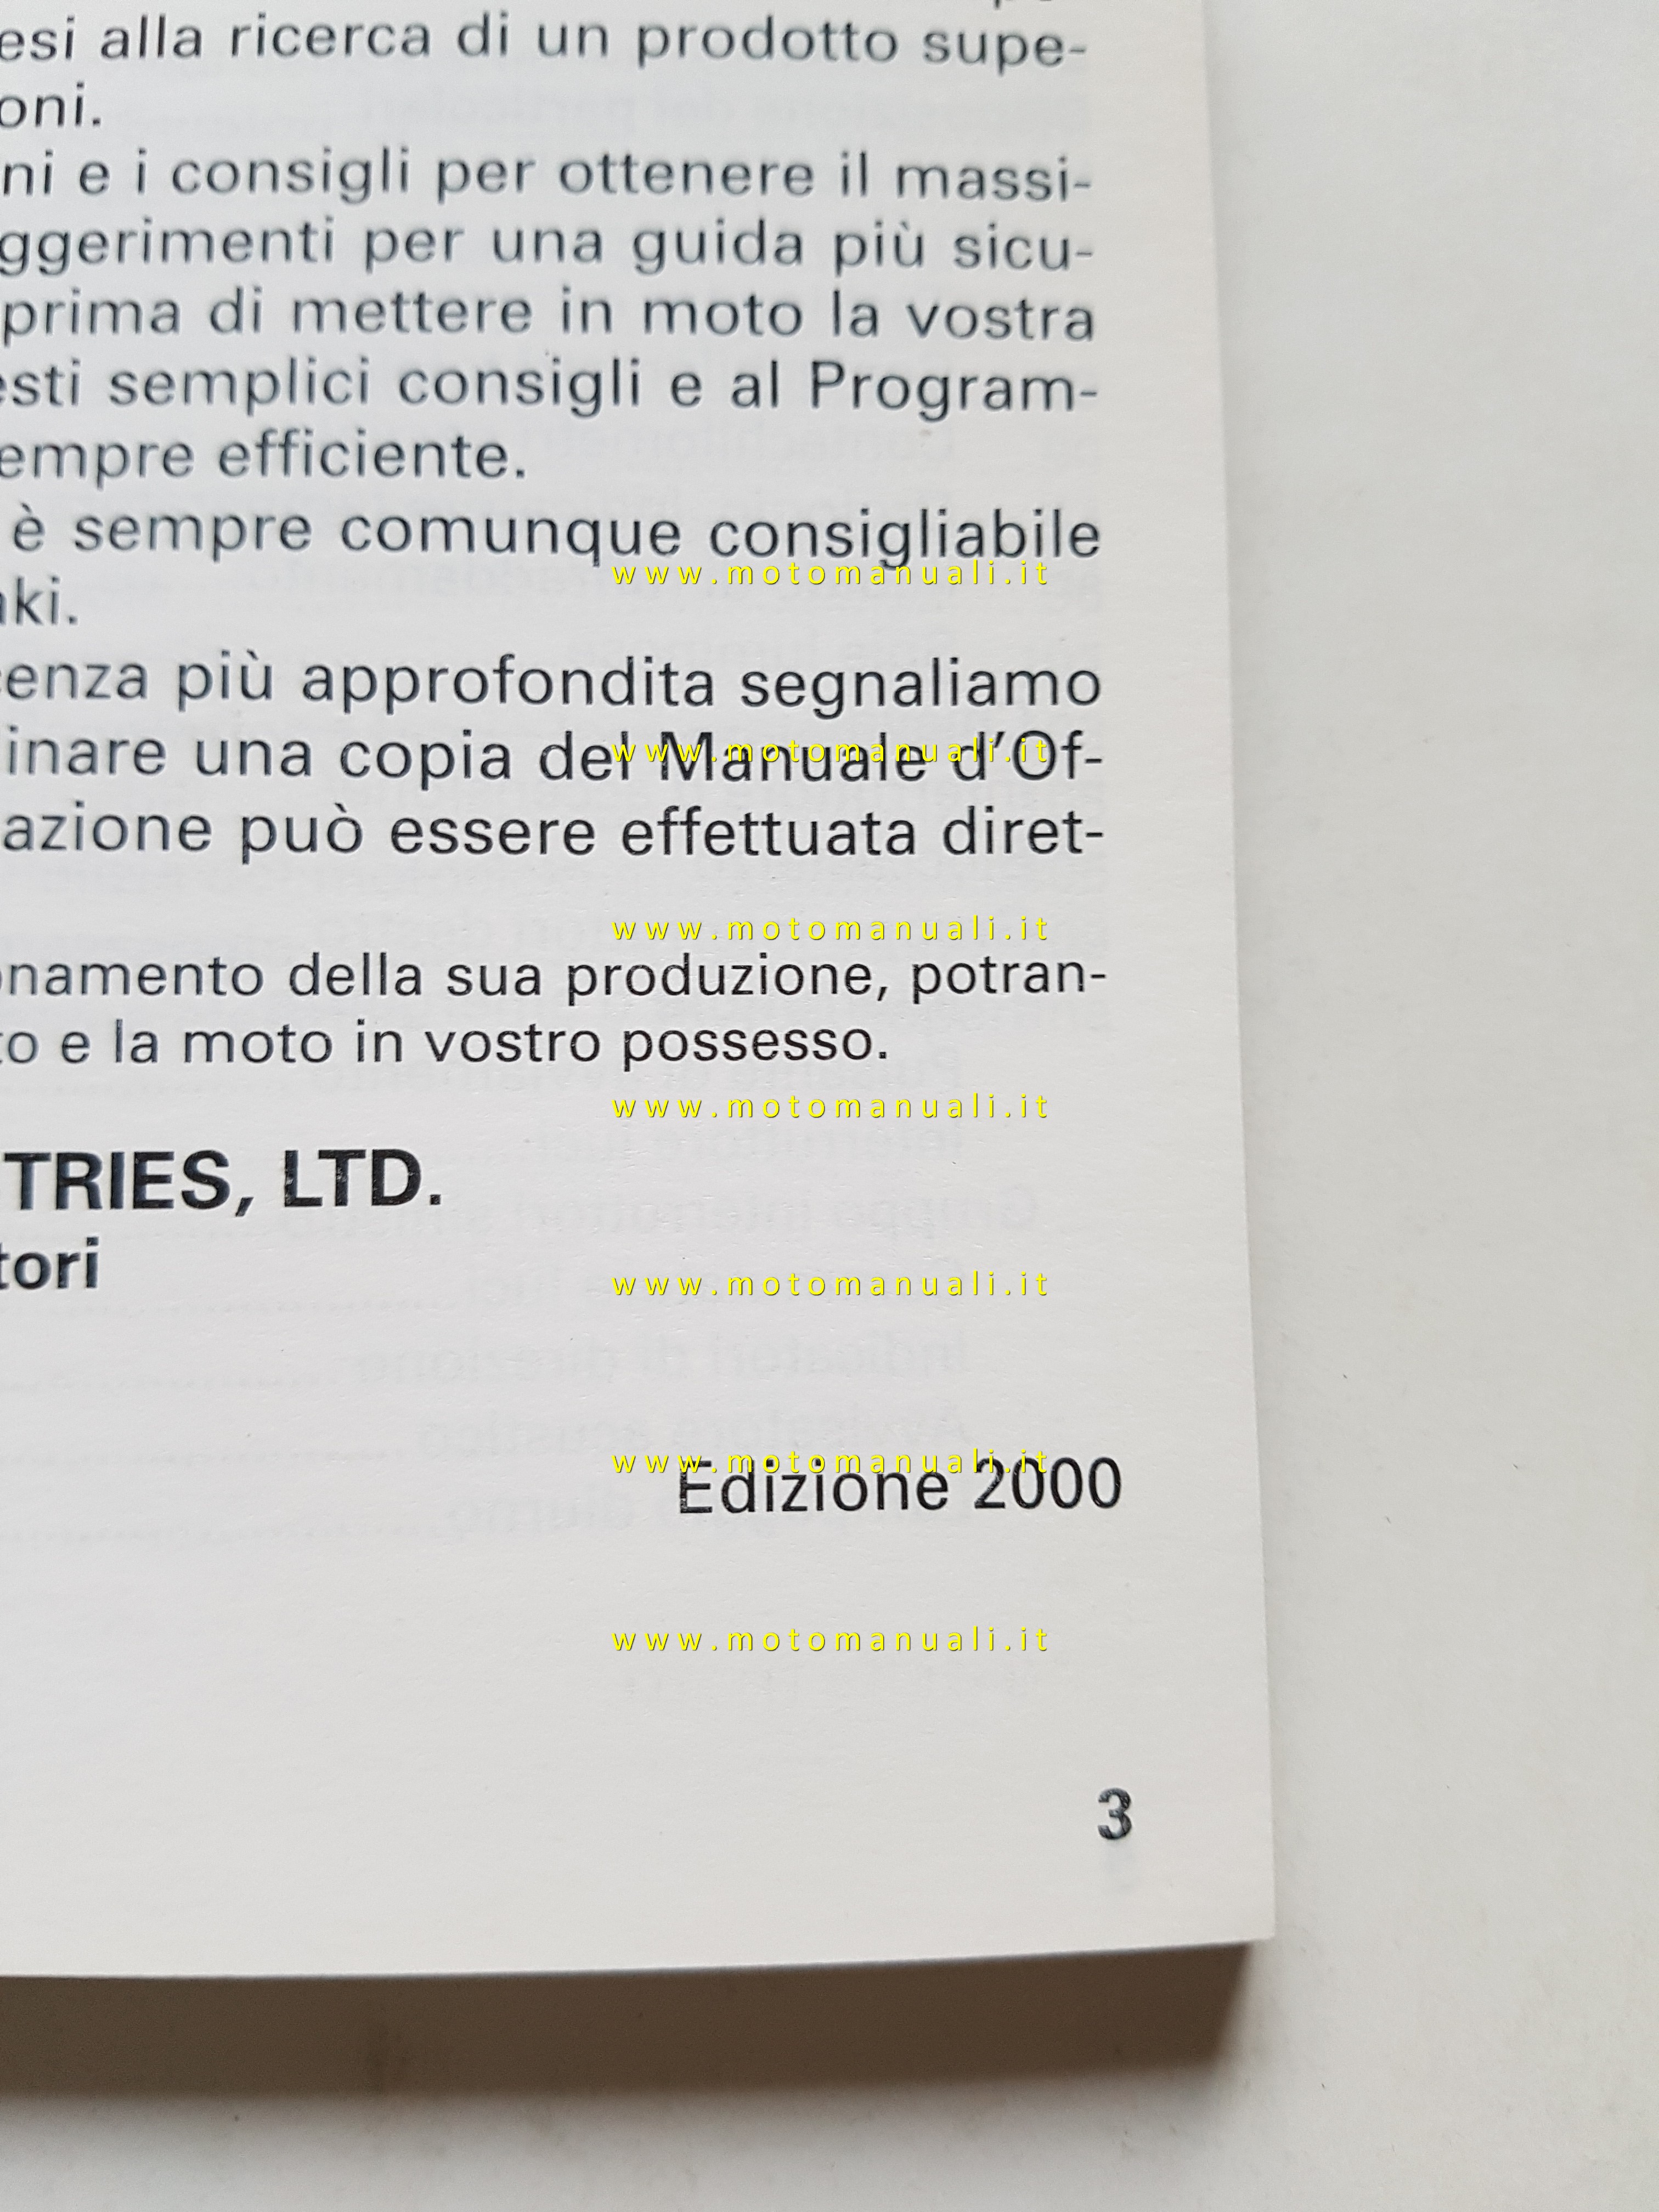 esi alla ricerca di un prodotto supe-
oni.
ni e i consigli per ottenere il massi-
ggerimenti per una guida più sicu-
prima di mettere in moto la vostra
esti semplici consigli e al Program-
empre efficiente.
è sempre comunque consigliabile
www.motomanuali.it
aki.
cenza più approfondita segnaliamo
inare una copia del Manuale d'Of-
www.motomanuali.it
azione può essere effettuata diret-
www.motomanuali.it
onamento della sua produzione, potran-
to e la moto in vostro possesso.
www.motomanuali.it
TRIES, LTD.
tori
www.motomanuali.it
www.motomanuali.it
Edizione 2000
www.motomanuali.it
3